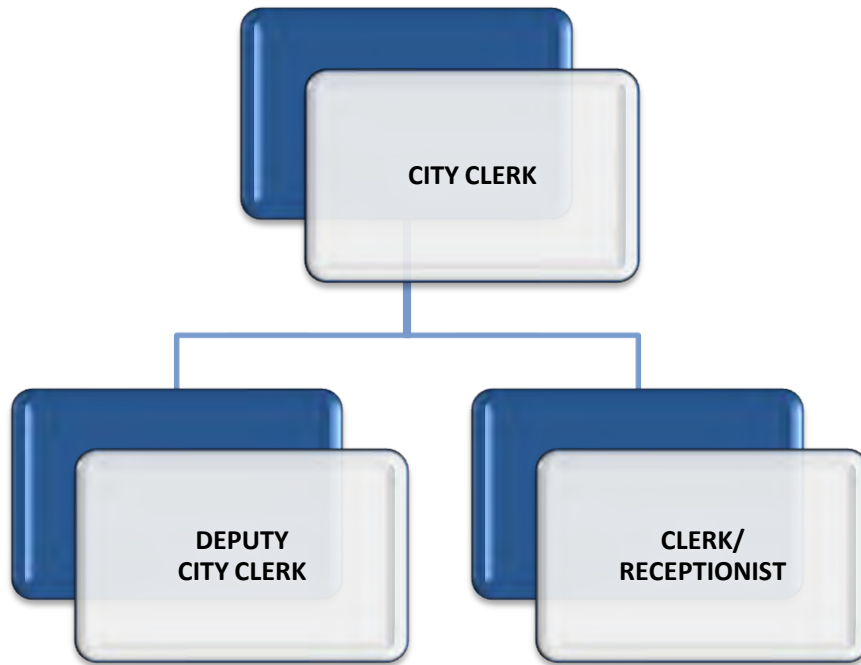 CITY CLERK
DEPUTY
CITY CLERK
CLERK/
RECEPTIONIST